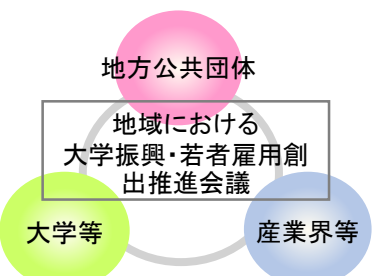 地方公共団体
地域における
大学振興・若者雇用創
出推進会議
大学等
産業界等